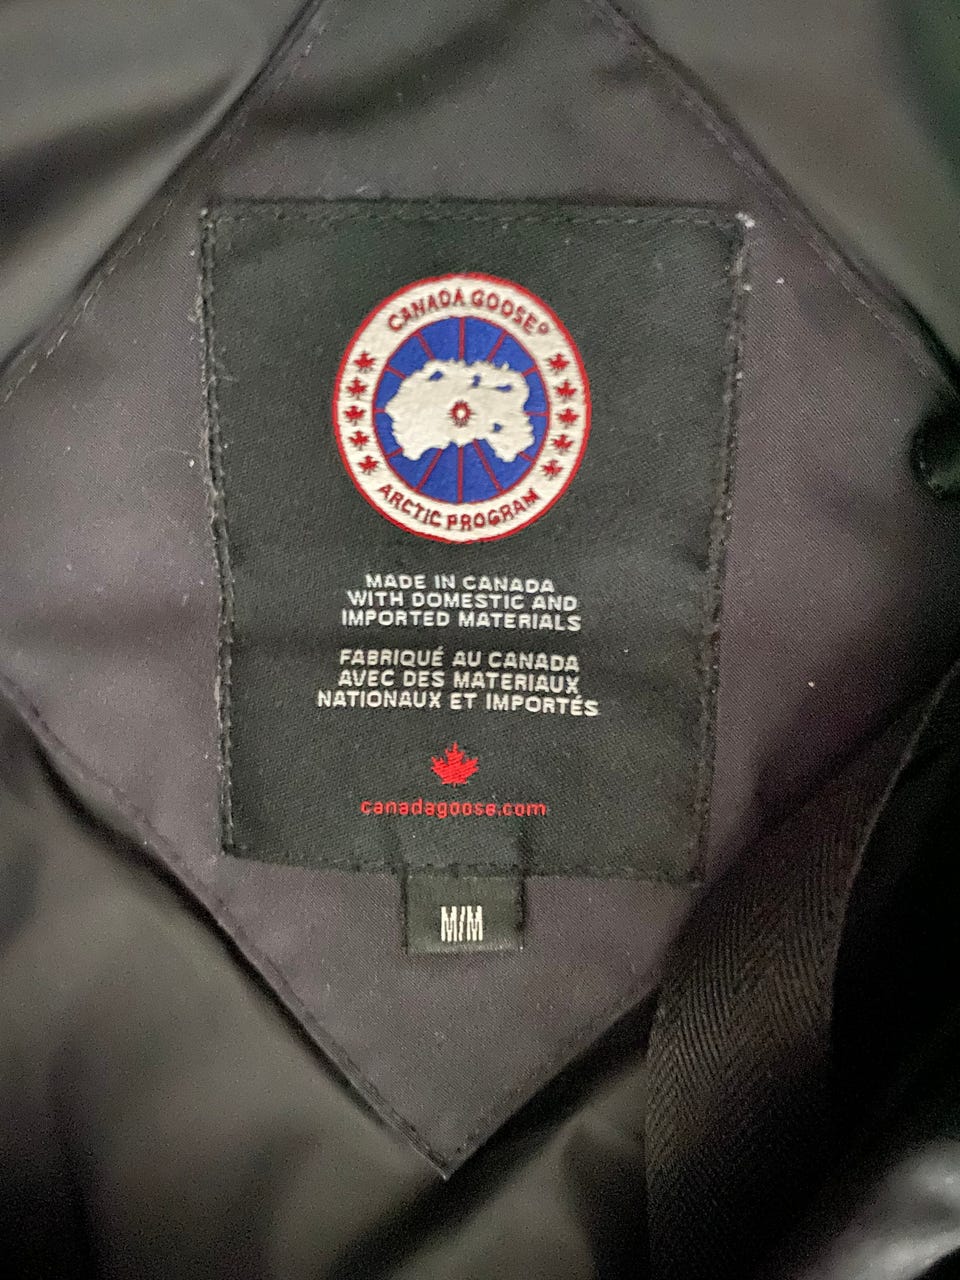 CANADA GOOSE®
ARCTIC PROGRAM
MADE IN CANADA
WITH DOMESTIC AND
IMPORTED MATERIALS
FABRIQUÉ AU CANADA
AVEC DES MATERIAUX
NATIONAUX ET IMPORTÉS
canadagoose.com
M/M